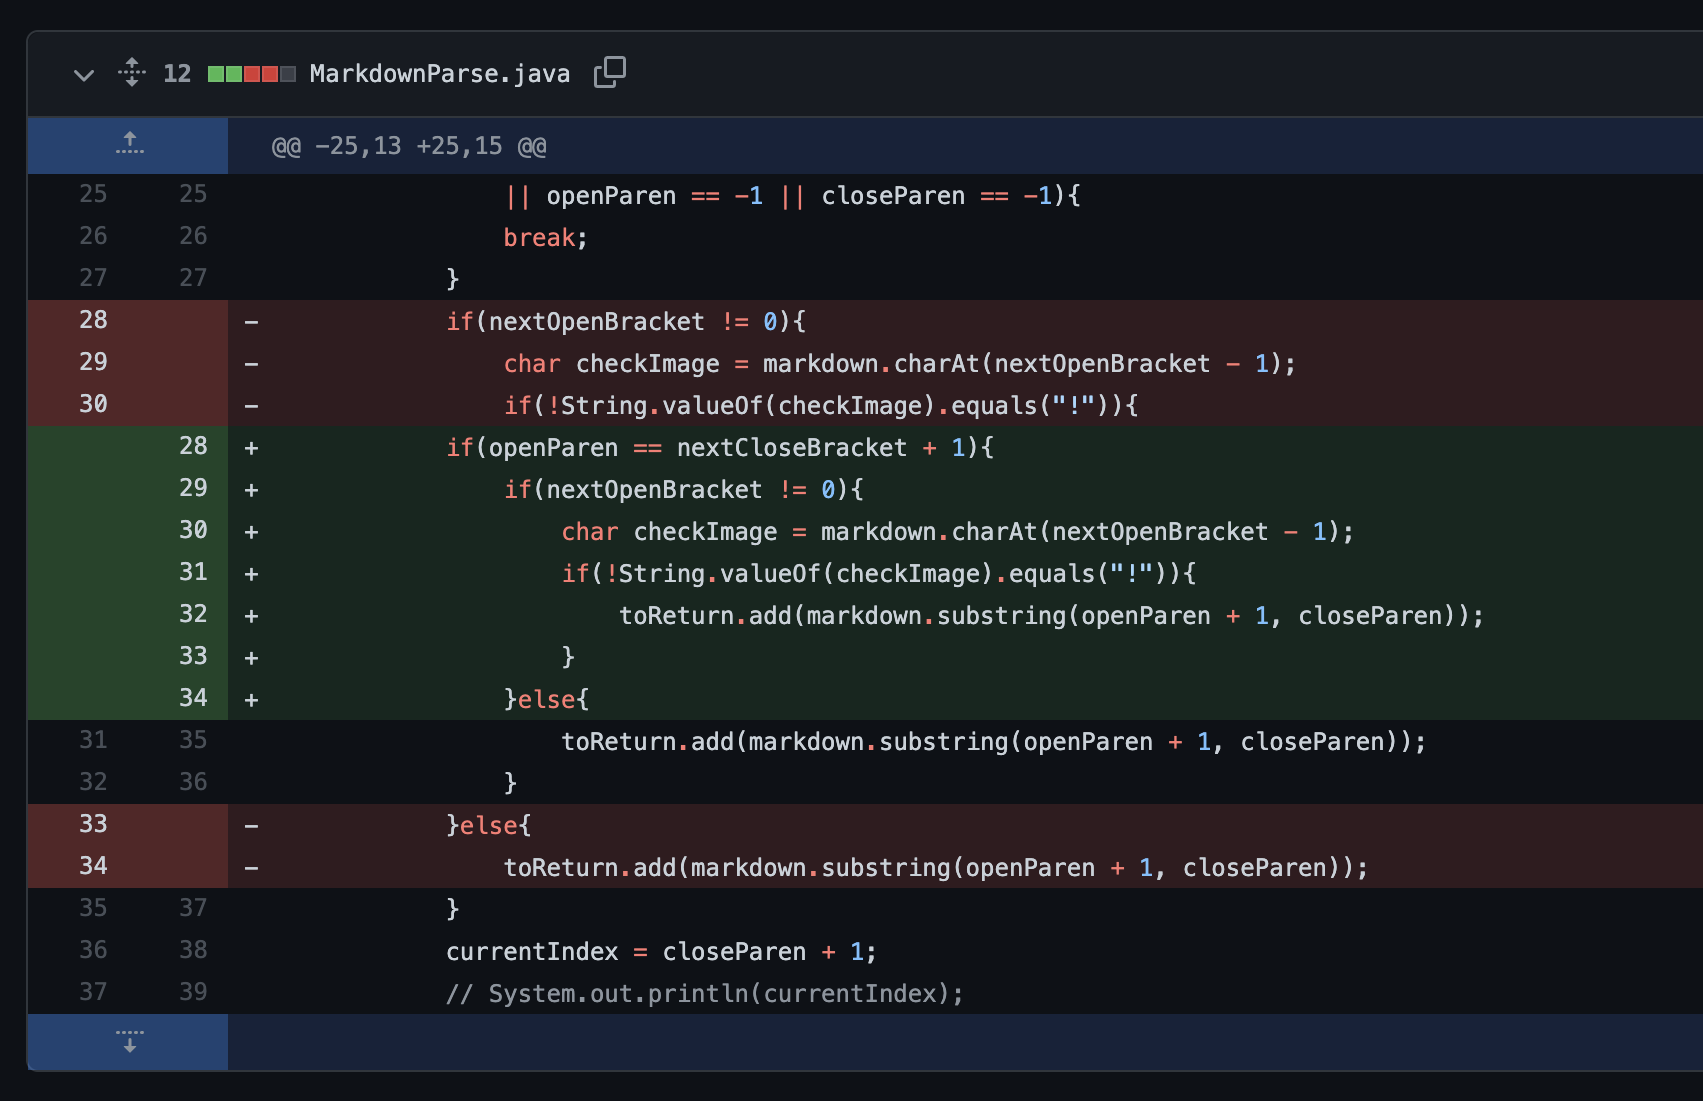 12 MarkdownParse.java
@@ -25,13 +25,15 @@
25 25 || openParen == -1 || closeParen == -1){
26 26 break;
27 27 }
28 - if(nextOpenBracket != 0){
29 - char checkImage = markdown.charAt(nextOpenBracket - 1);
30 - if(!String.valueOf(checkImage).equals("!")){
28 + if(openParen == nextCloseBracket + 1){
29 + if(nextOpenBracket != 0){
30 + char checkImage = markdown.charAt(nextOpenBracket - 1);
31 + if(!String.valueOf(checkImage).equals("!")){
32 + toReturn.add(markdown.substring(openParen + 1, closeParen));
33 + }
34 + }else{
31 35 toReturn.add(markdown.substring(openParen + 1, closeParen));
32 36 }
33 - }else{
34 - toReturn.add(markdown.substring(openParen + 1, closeParen));
35 37 }
36 38 currentIndex = closeParen + 1;
37 39 // System.out.println(currentIndex);